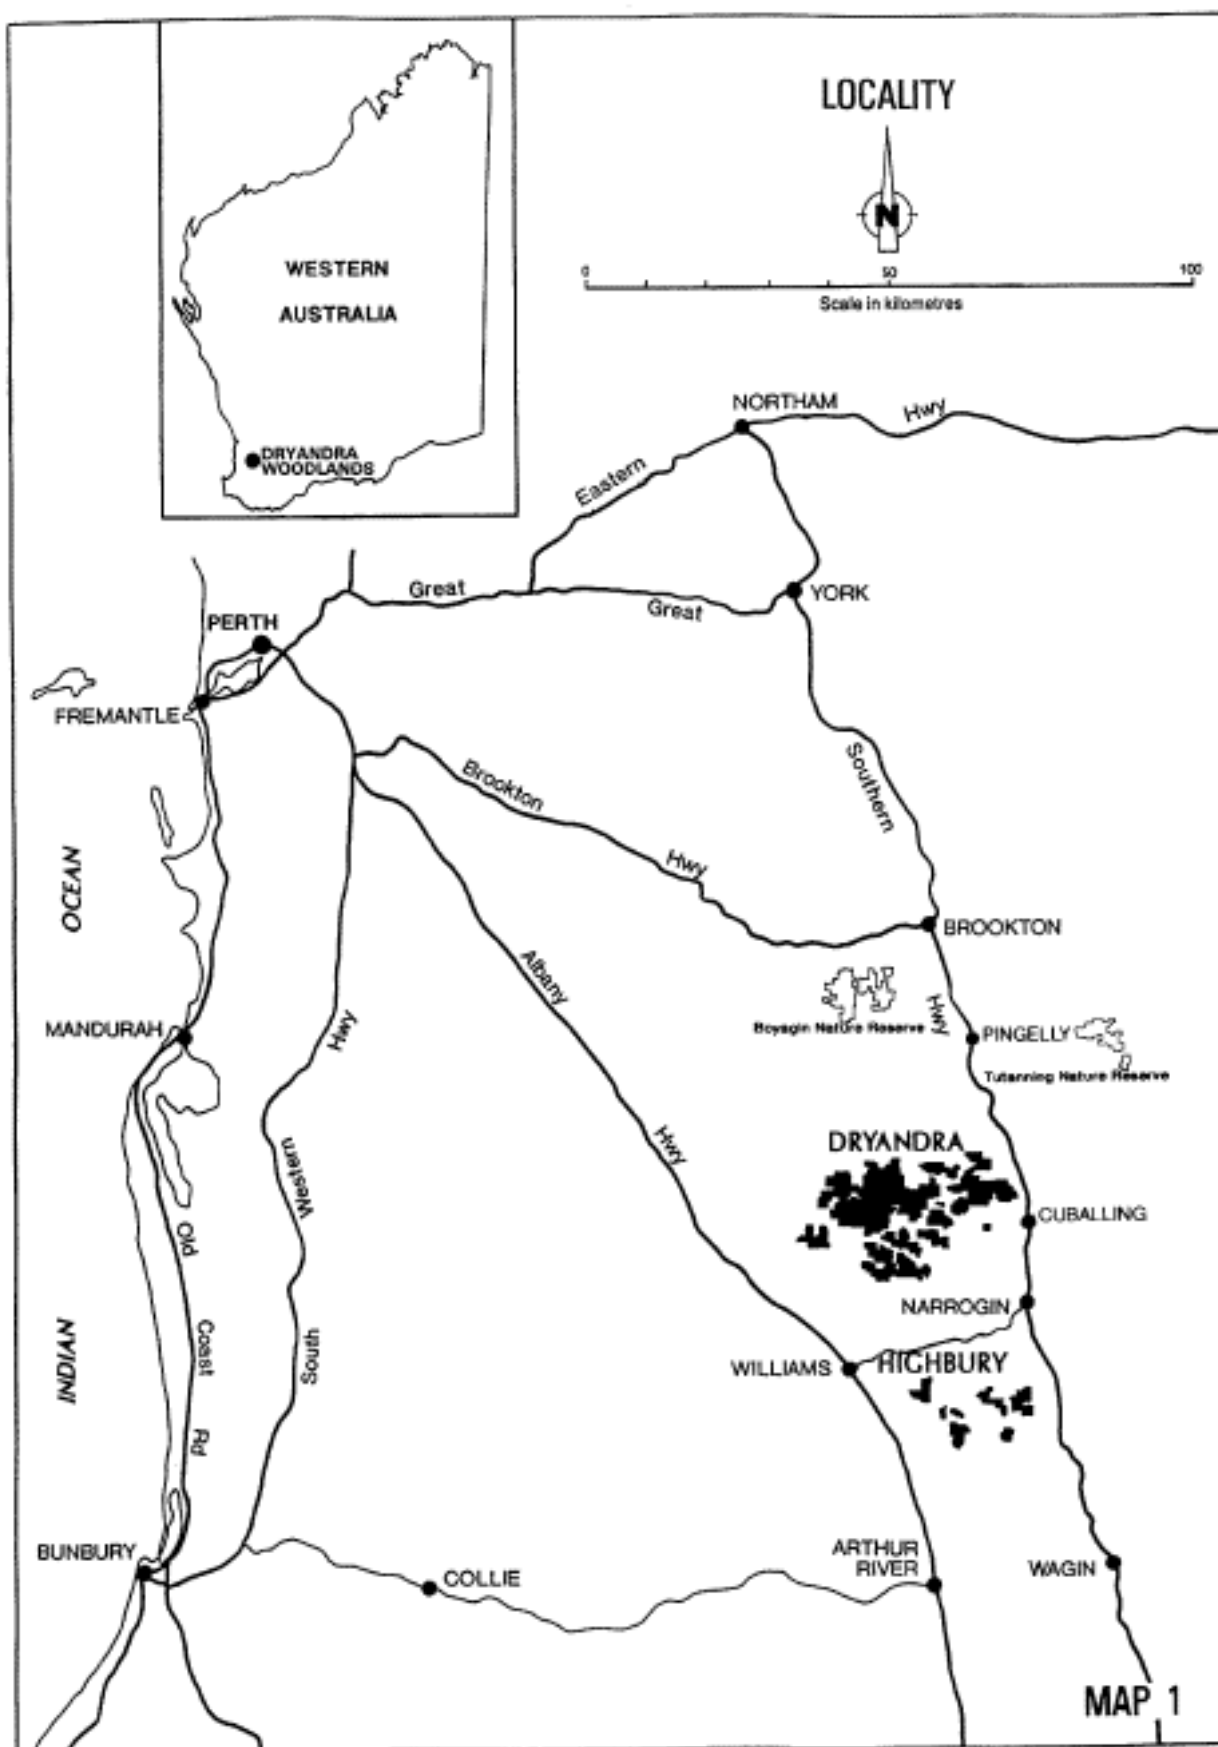 LOCALITY
N
0 50 100
Scale in kilometres
WESTERN
AUSTRALIA
DRYANDRA
WOODLANDS
NORTHAM
Hwy
Eastern
Great
Great
YORK
PERTH
FREMANTLE
Southern
Brookton
Hwy
OCEAN
BROOKTON
Albany
Hwy
Boyagin Nature Reserve
MANDURAH
Hwy
PINGELLY
Tutanning Nature Reserve
Hwy
DRYANDRA
Western
CUBALLING
Old
NARROGIN
INDIAN
Coast
South
WILLIAMS
HIGHBURY
Rd
BUNBURY
COLLIE
ARTHUR
RIVER
WAGIN
MAP 1